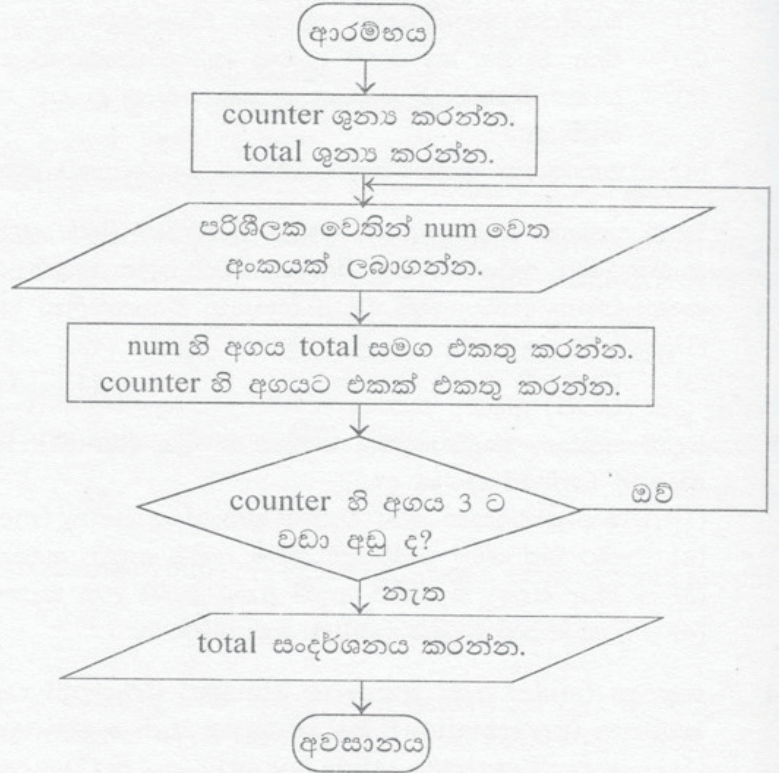 ආරම්භය
counter ශුන්‍ය කරන්න.
total ශුන්‍ය කරන්න.
පරිශීලක වෙතින් num වෙත
අංකයක් ලබාගන්න.
num හි අගය total සමග එකතු කරන්න.
counter හි අගයට එකක් එකතු කරන්න.
counter හි අගය 3 ට
වඩා අඩු ද?
ඔව්
නැත
total සංදර්ශනය කරන්න.
අවසානය